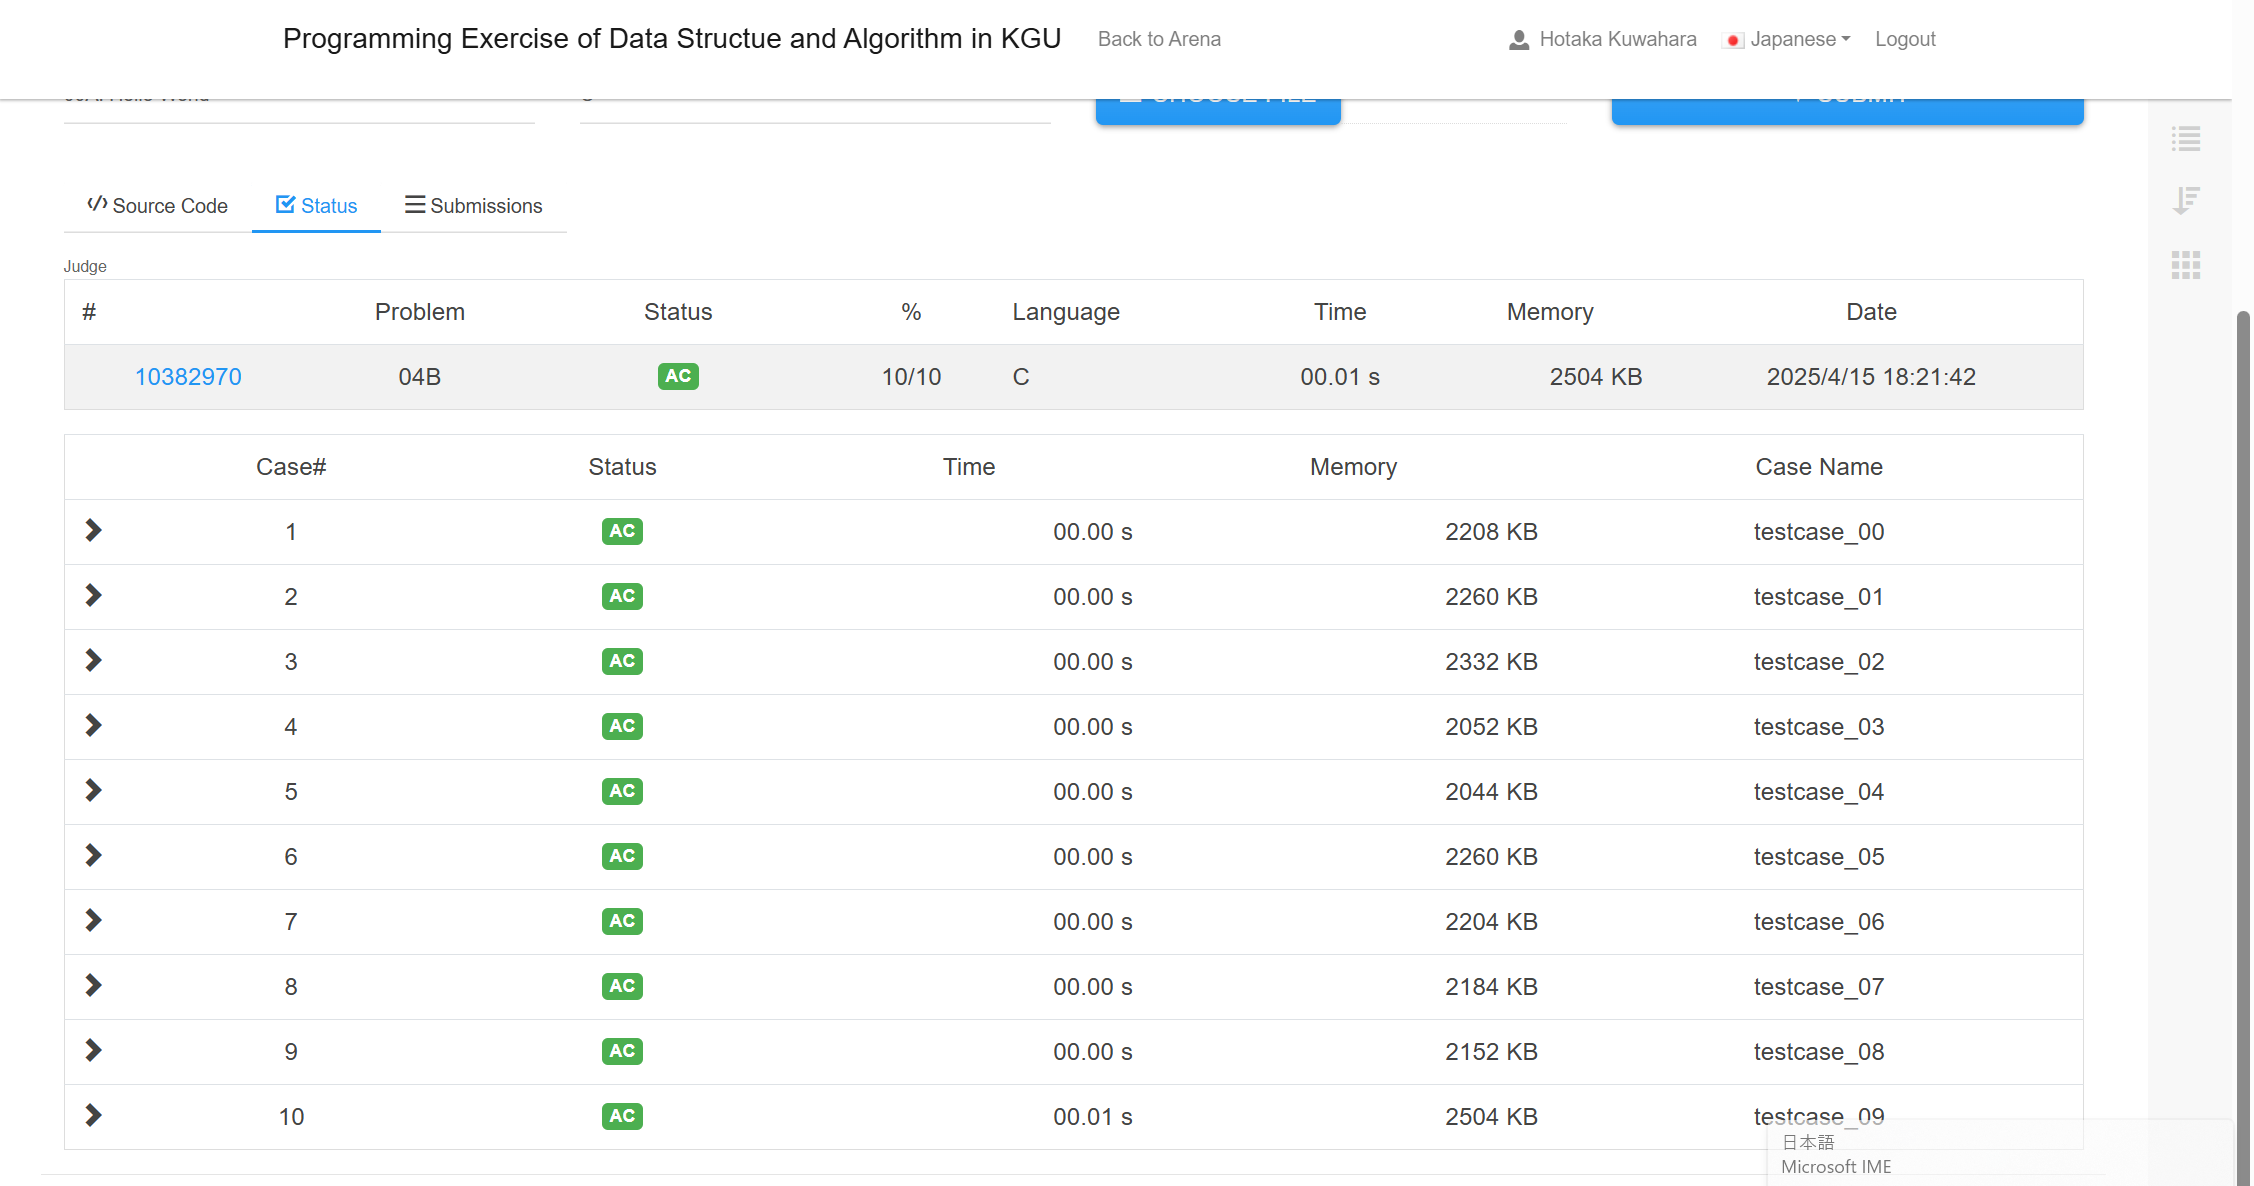 Programming Exercise of Data Structue and Algorithm in KGU Back to Arena Hotaka Kuwahara Japanese Logout
Source Code Status Submissions
Judge
# Problem Status % Language Time Memory Date
10382970 04B AC 10/10 C 00.01 s 2504 KB 2025/4/15 18:21:42
Case# Status Time Memory Case Name
1 AC 00.00 s 2208 KB testcase_00
2 AC 00.00 s 2260 KB testcase_01
3 AC 00.00 s 2332 KB testcase_02
4 AC 00.00 s 2052 KB testcase_03
5 AC 00.00 s 2044 KB testcase_04
6 AC 00.00 s 2260 KB testcase_05
7 AC 00.00 s 2204 KB testcase_06
8 AC 00.00 s 2184 KB testcase_07
9 AC 00.00 s 2152 KB testcase_08
10 AC 00.01 s 2504 KB testcase_09
日本語
Microsoft IME